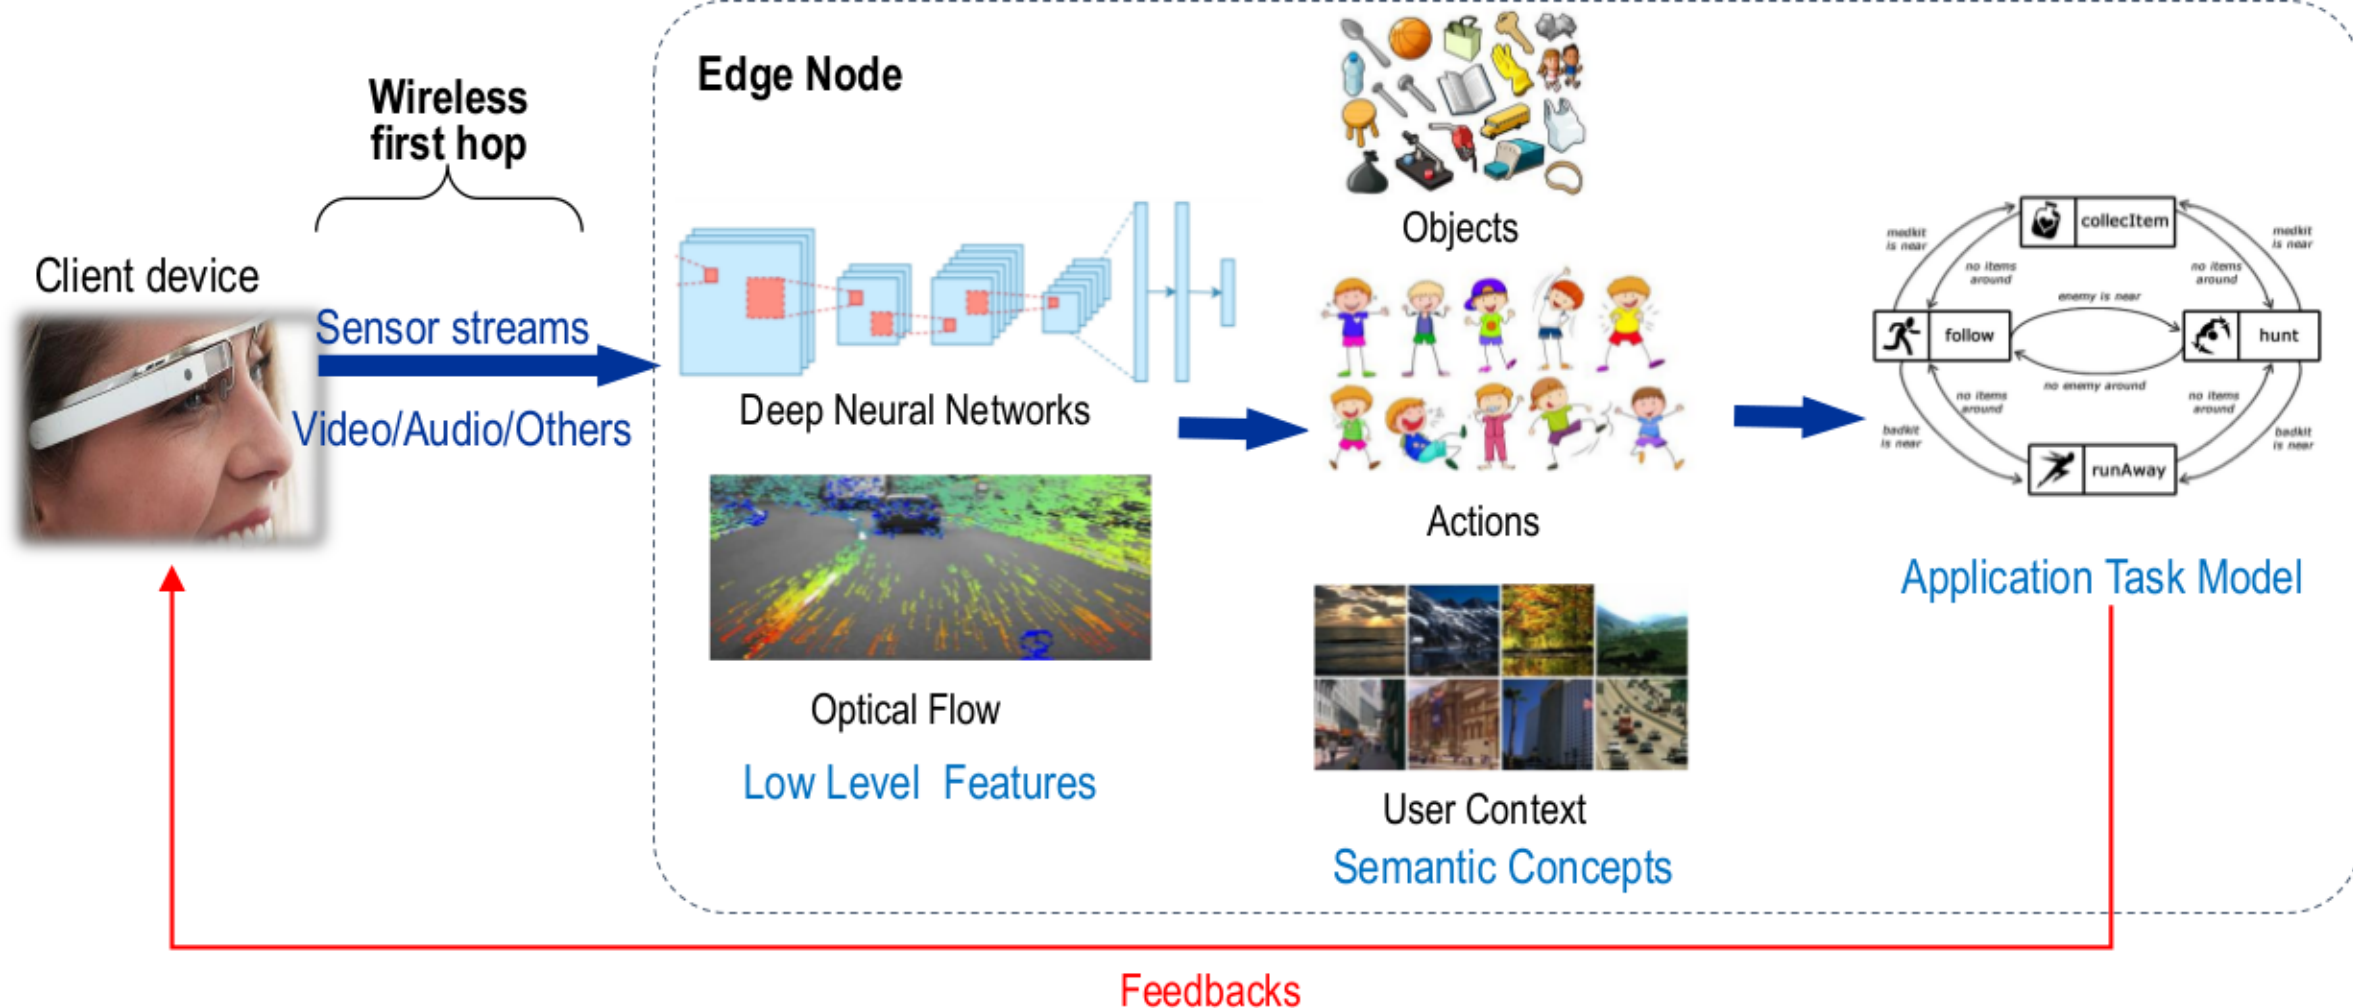 Edge Node
Wireless
first hop
Client device
Sensor streams
Video/Audio/Others
Deep Neural Networks
Optical Flow
Low Level Features
Objects
Actions
User Context
Semantic Concepts
collecItem
medkit
is near
medkit
is near
no items
around
no items
around
enemy is near
follow
hunt
no enemy around
no items
around
no items
around
badkit
is near
badkit
is near
runAway
Application Task Model
Feedbacks